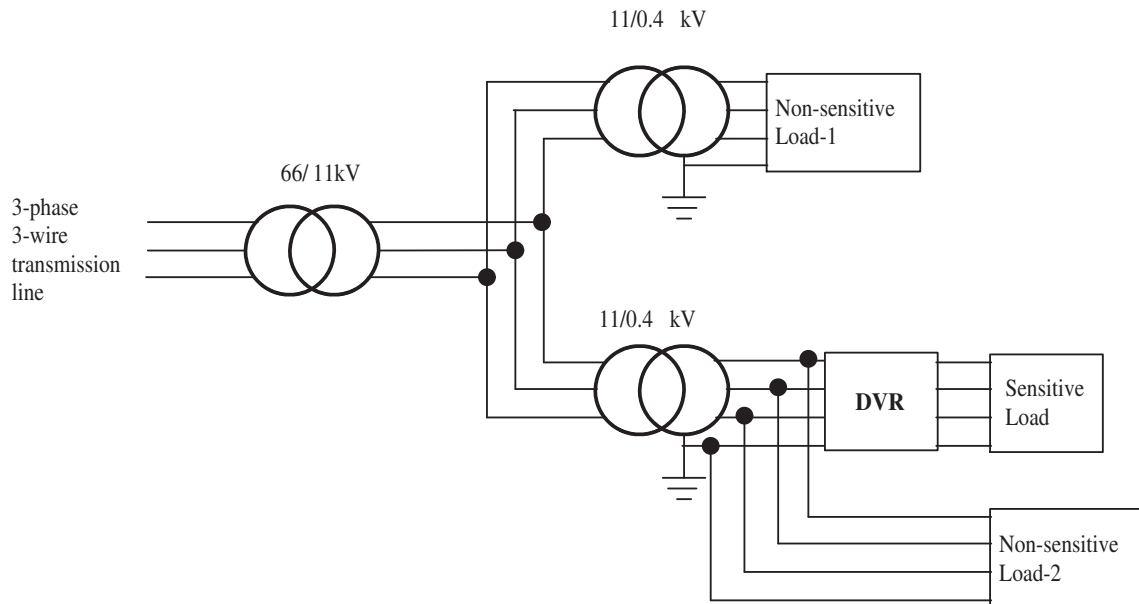 11/0.4 kV
Non-sensitive
Load-1
66/ 11kV
3-phase
3-wire
transmission
line
11/0.4 kV
DVR
Sensitive
Load
Non-sensitive
Load-2